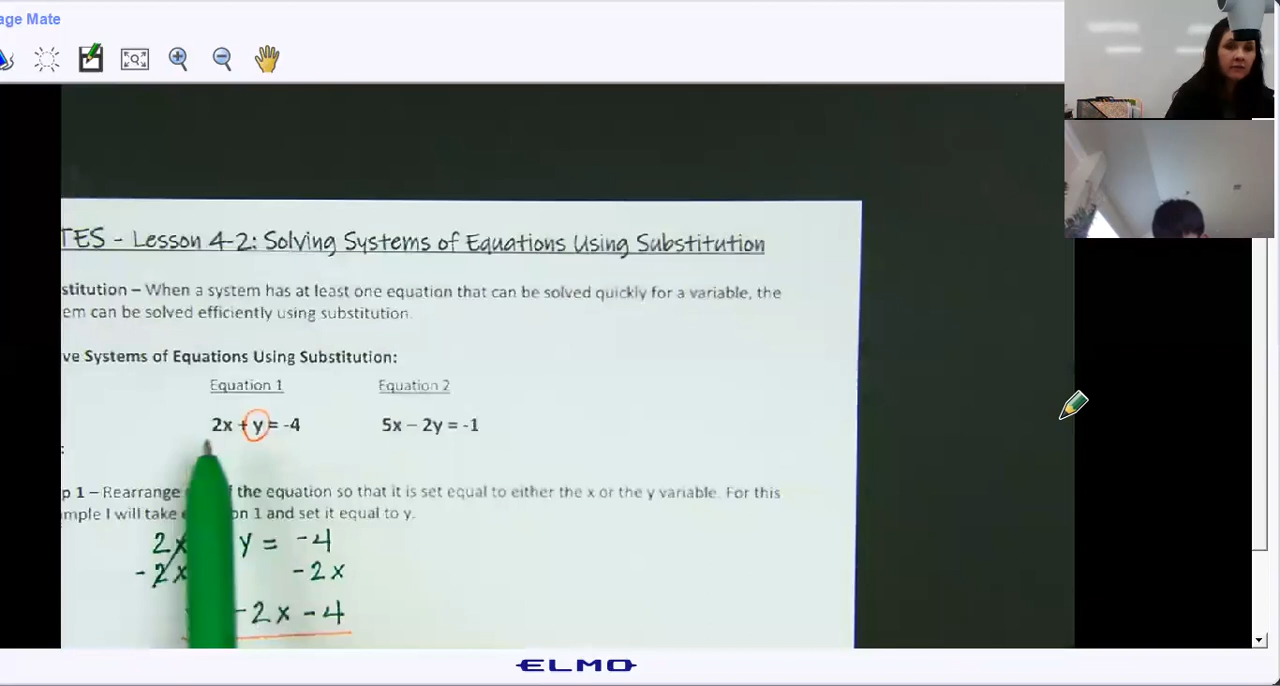 age Mate
TES - Lesson 4-2: Solving Systems of Equations Using Substitution
stitution – When a system has at least one equation that can be solved quickly for a variable, the
em can be solved efficiently using substitution.
ve Systems of Equations Using Substitution:
Equation 1 Equation 2
2x + y = -4 5x – 2y = -1
:
p 1 – Rearrange the equation so that it is set equal to either the x or the y variable. For this
mple I will take on 1 and set it equal to y.
2x y = -4
-2x -2x
-2x -4
ELMO